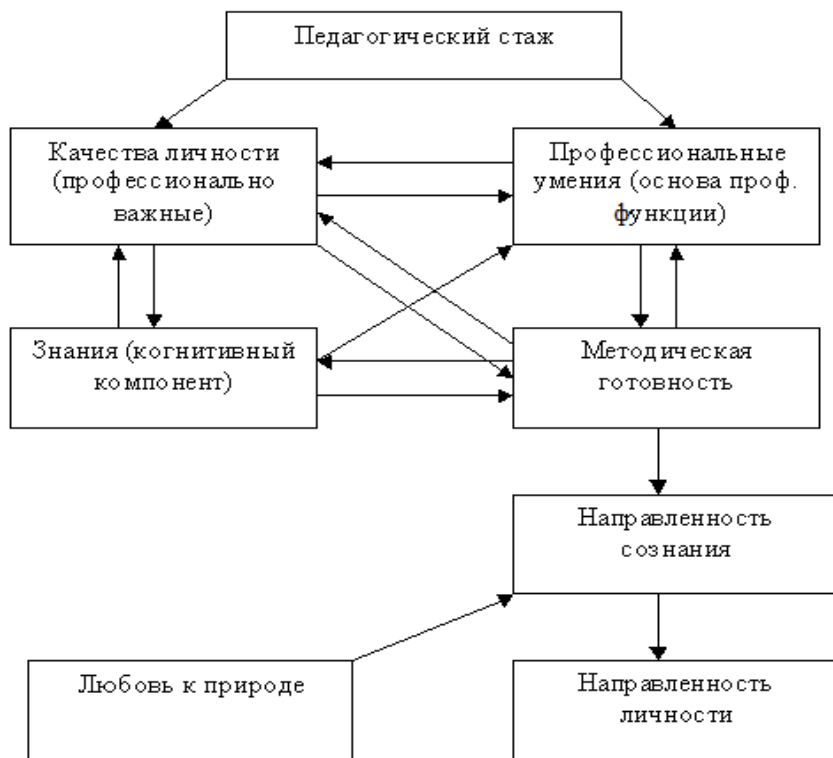 Педагогический стаж
Качества личности
(профессионально
важные)
Профессиональные
умения (основа проф.
функции)
Знания (когнитивный
компонент)
Методическая
готовность
Направленность
сознания
Любовь к природе
Направленность
личности